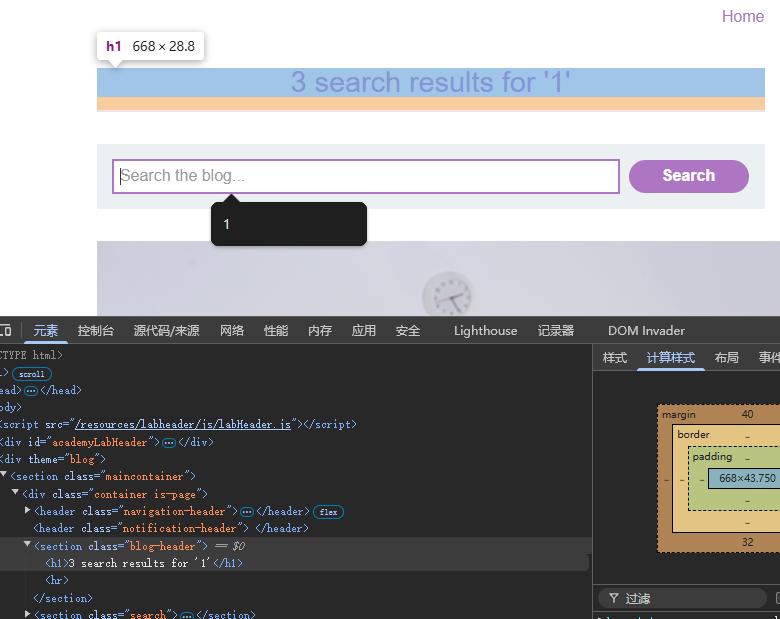 Home
h1 668 × 28.8
3 search results for '1'
Search the blog...
Search
1
元素 控制台 源代码/来源 网络 性能 内存 应用 安全 Lighthouse 记录器 DOM Invader
CTYPE html>
> scroll
ead> ⋯ </head>
ody>
<script src="/resources/labheader/js/labHeader.js"></script>
<div id="academyLabHeader"> ⋯ </div>
<div theme="blog">
<section class="maincontainer">
<div class="container is-page">
<header class="navigation-header"> ⋯ </header> flex
<header class="notification-header"> </header>
<section class="blog-header"> == $0
<h1>3 search results for '1'</h1>
<hr>
</section>
<section class="search"> ⋯ </section>
样式 计算样式 布局 事件
margin 40
border -
padding -
- - 668×43.750
-
-
32
过滤